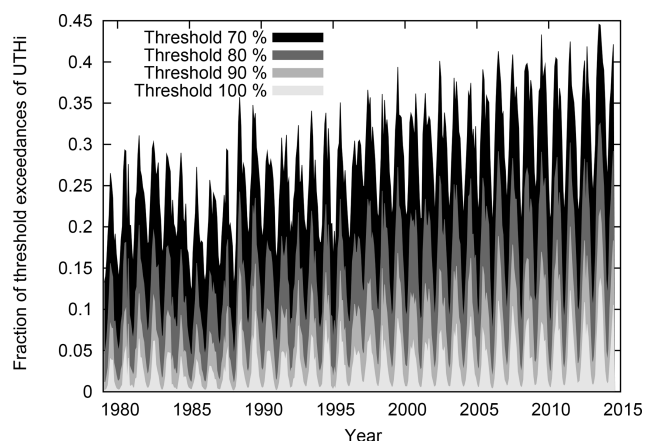 Fraction of threshold exceedances of UTHi
0.45
0.4
0.35
0.3
0.25
0.2
0.15
0.1
0.05
0
Threshold 70 %
Threshold 80 %
Threshold 90 %
Threshold 100 %
1980 1985 1990 1995 2000 2005 2010 2015
Year